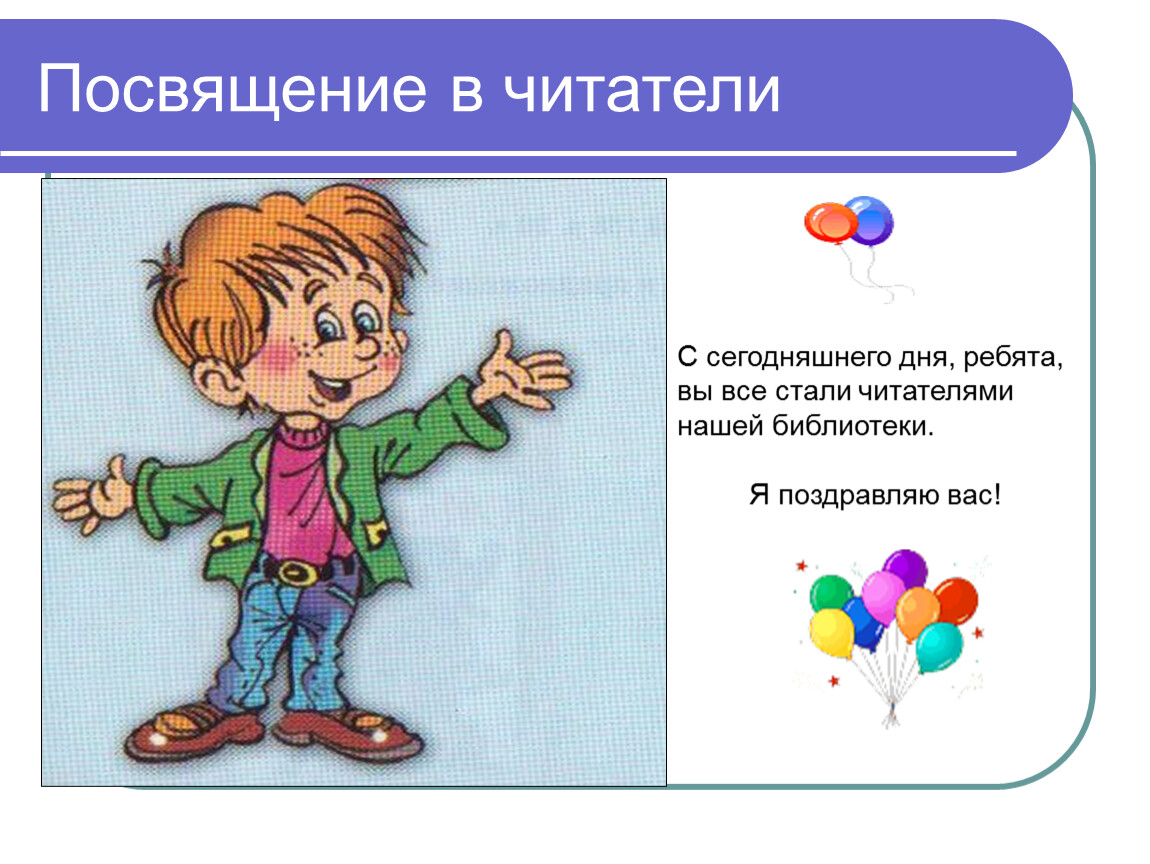 Посвящение в читатели
С сегодняшнего дня, ребята,
вы все стали читателями
нашей библиотеки.
Я поздравляю вас!